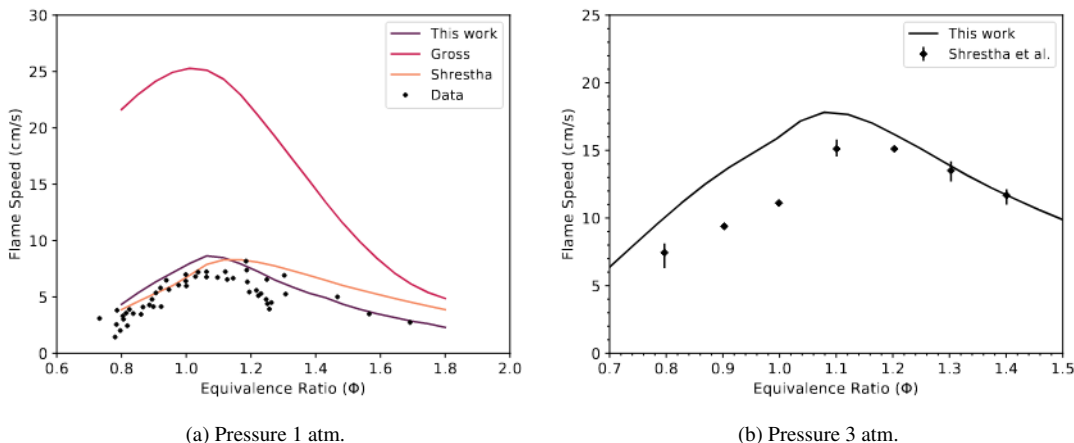 30
25
20
15
10
5
0
Flame Speed (cm/s)
This work
Gross
Shrestha
Data
0.6 0.8 1.0 1.2 1.4 1.6 1.8 2.0
Equivalence Ratio (Φ)
(a) Pressure 1 atm.
25
20
15
10
5
0
Flame Speed (cm/s)
This work
Shrestha et al.
0.7 0.8 0.9 1.0 1.1 1.2 1.3 1.4 1.5
Equivalence Ratio (Φ)
(b) Pressure 3 atm.